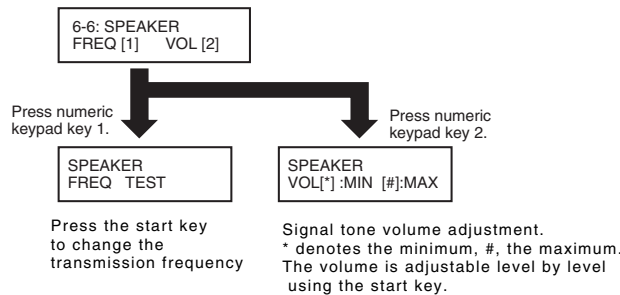 6-6: SPEAKER
FREQ [1] VOL [2]
Press numeric
keypad key 1.
Press numeric
keypad key 2.
SPEAKER
FREQ TEST
SPEAKER
VOL[*] :MIN [#]:MAX
Press the start key
to change the
transmission frequency
Signal tone volume adjustment.
* denotes the minimum, #, the maximum.
The volume is adjustable level by level
using the start key.